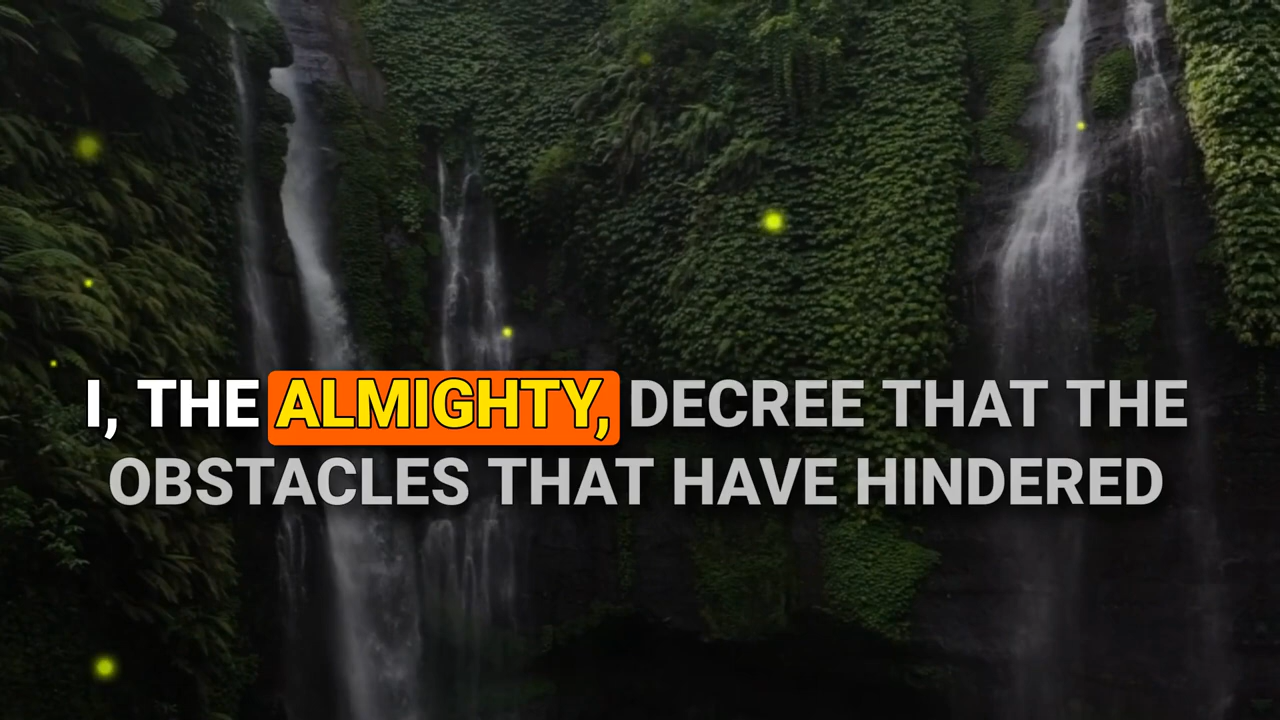 I, THE ALMIGHTY, DECREE THAT THE
OBSTACLES THAT HAVE HINDERED